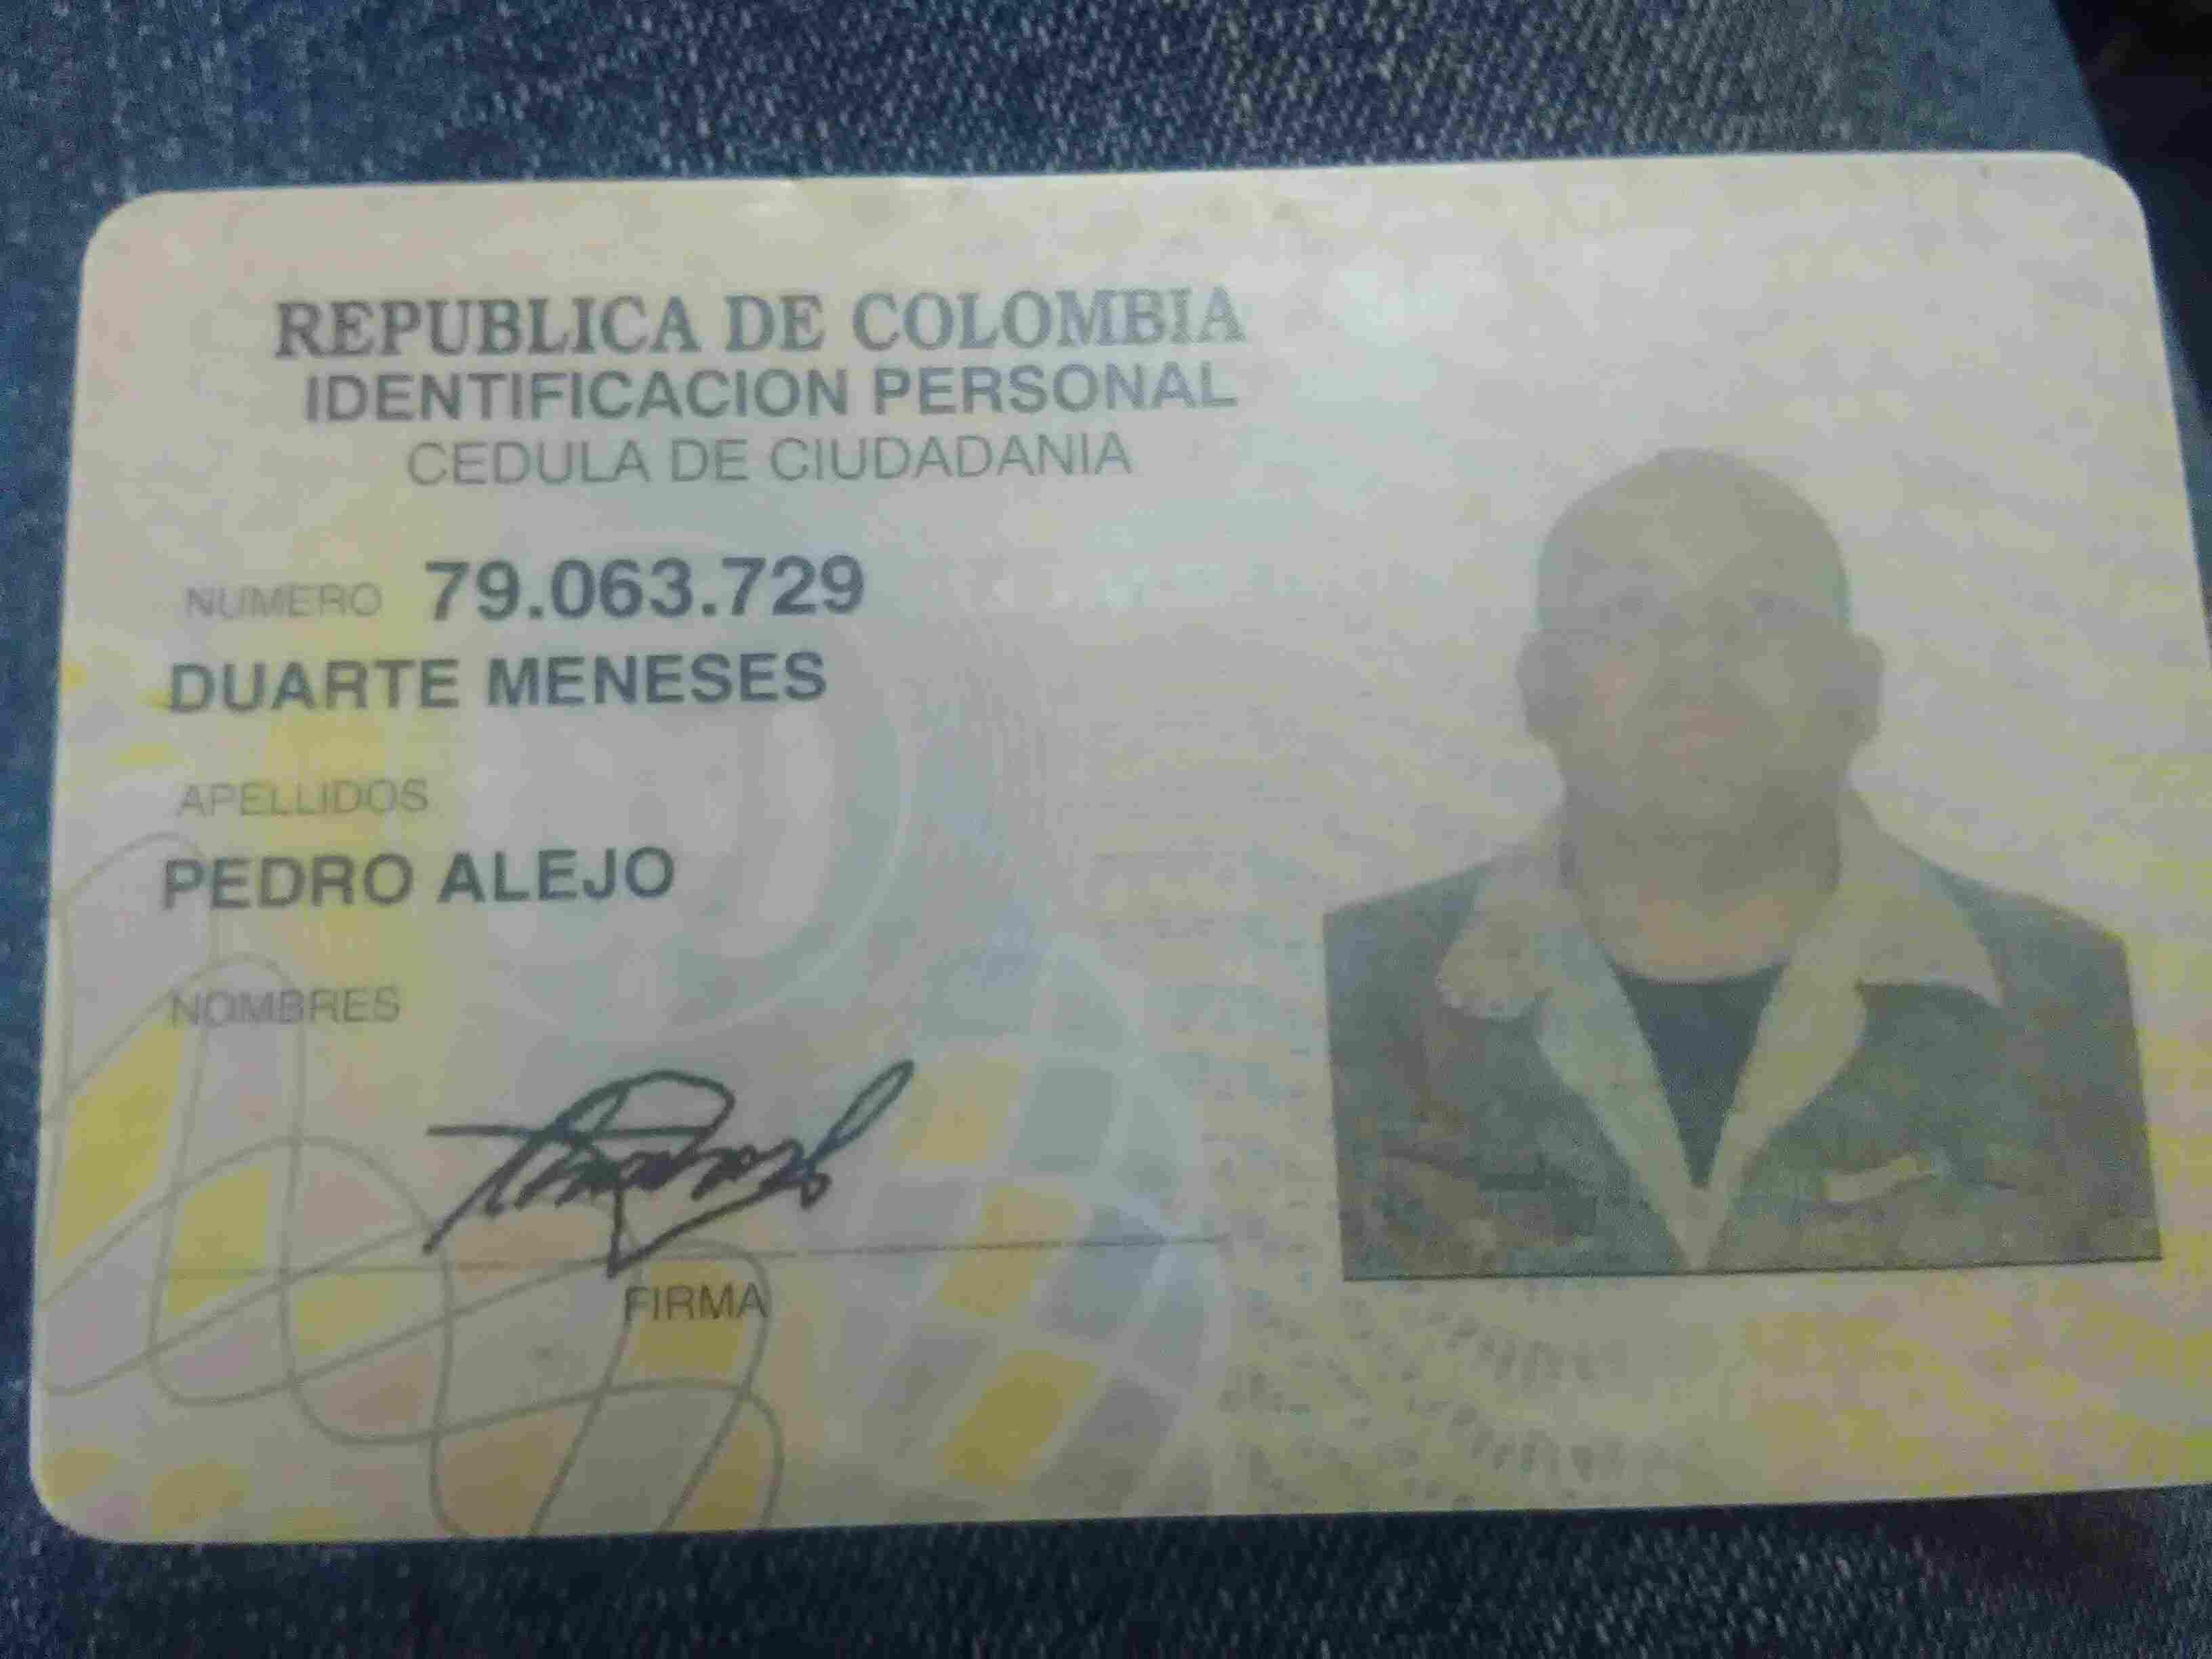 REPUBLICA DE COLOMBIA
IDENTIFICACION PERSONAL
CEDULA DE CIUDADANIA
NUMERO 79.063.729
DUARTE MENESES
APELLIDOS
PEDRO ALEJO
NOMBRES
FIRMA